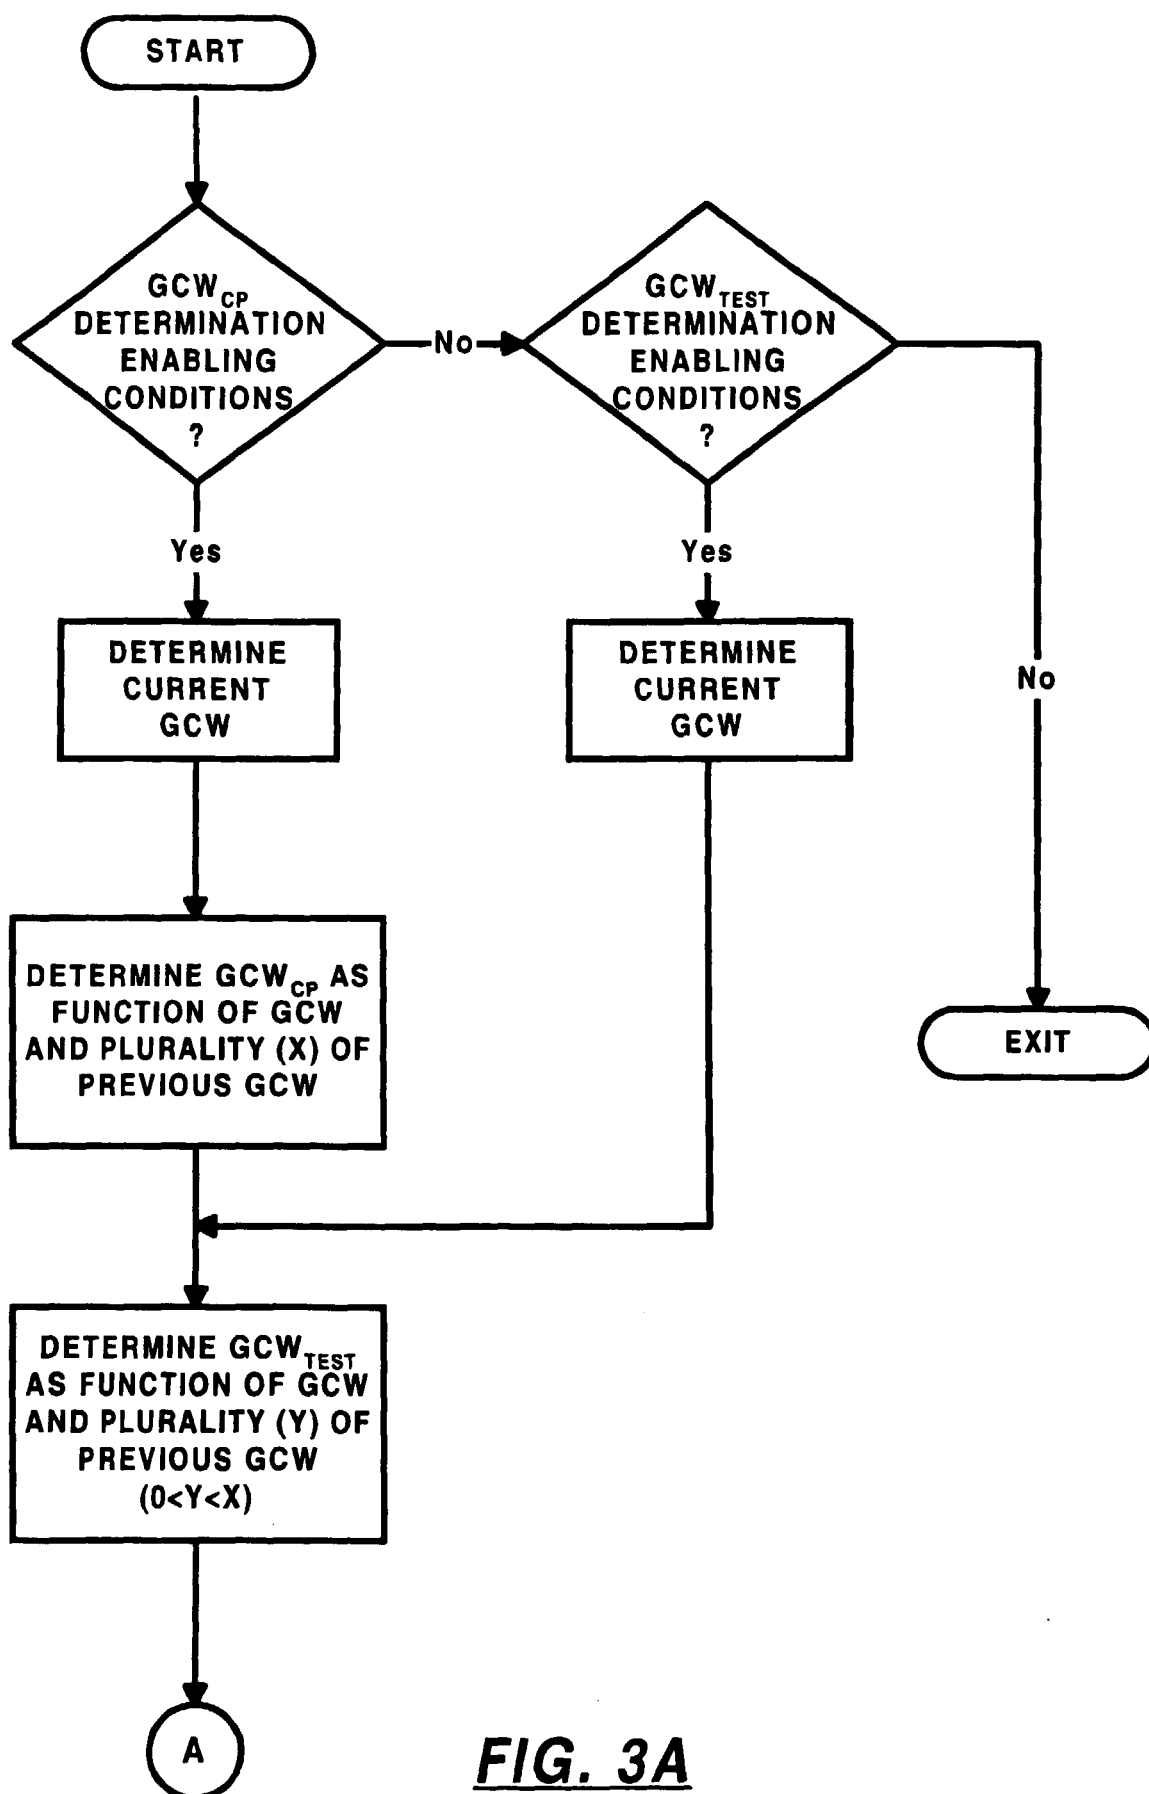 START
GCW_CP
DETERMINATION
ENABLING
CONDITIONS
?
No
GCW_TEST
DETERMINATION
ENABLING
CONDITIONS
?
Yes
Yes
DETERMINE
CURRENT
GCW
DETERMINE
CURRENT
GCW
No
DETERMINE GCW_CP AS
FUNCTION OF GCW
AND PLURALITY (X) OF
PREVIOUS GCW
EXIT
DETERMINE GCW_TEST
AS FUNCTION OF GCW
AND PLURALITY (Y) OF
PREVIOUS GCW
(0<Y<X)
A
FIG. 3A